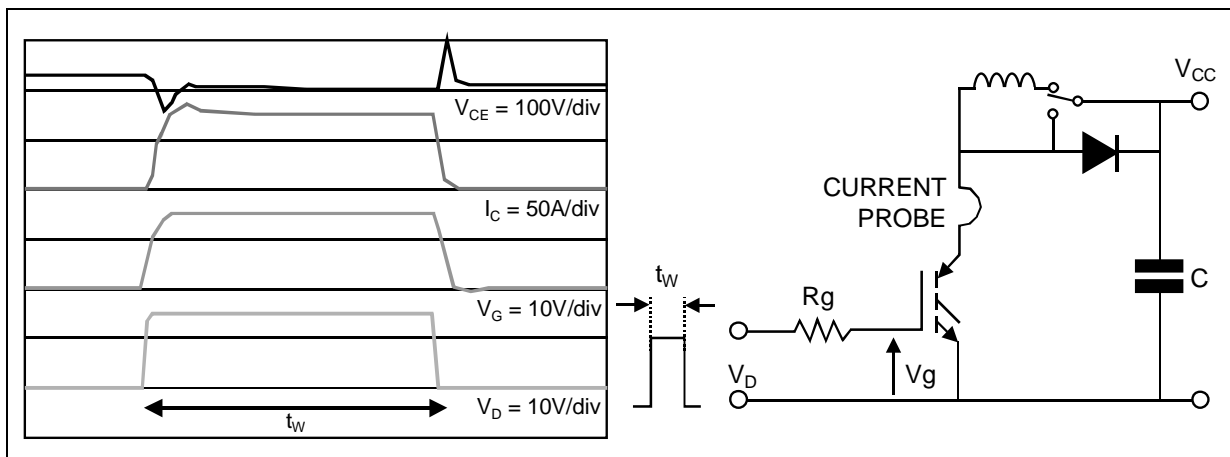 V_CE = 100V/div
I_C = 50A/div
V_G = 10V/div
V_D = 10V/div
t_W
t_W
V_D
Rg
Vg
CURRENT
PROBE
V_CC
C